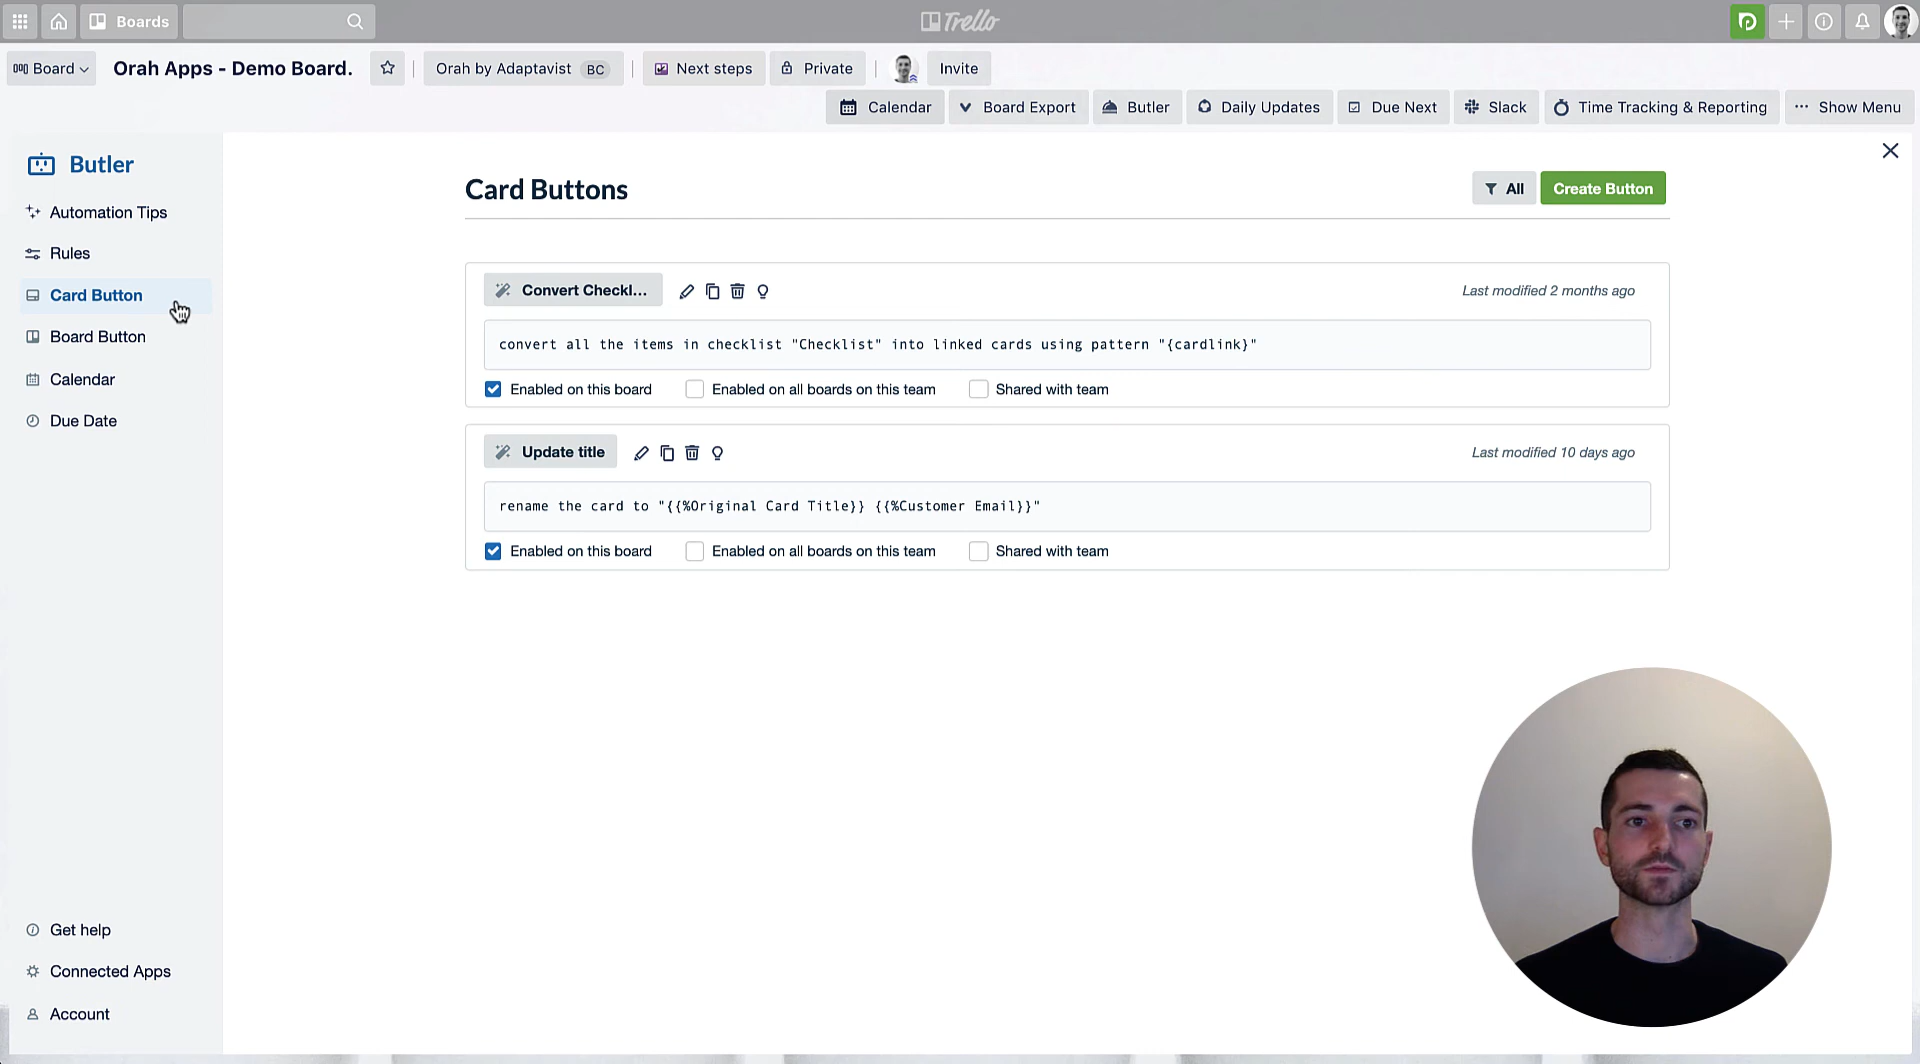 Boards
Trello
Board
Orah Apps - Demo Board.
Orah by Adaptavist BC
Next steps
Private
Invite
Calendar
Board Export
Butler
Daily Updates
Due Next
Slack
Time Tracking & Reporting
··· Show Menu
Butler
Automation Tips
Rules
Card Button
Board Button
Calendar
Due Date
Get help
Connected Apps
Account
Card Buttons
All
Create Button
Convert Checkl...
Last modified 2 months ago
convert all the items in checklist "Checklist" into linked cards using pattern "{cardlink}"
Enabled on this board
Enabled on all boards on this team
Shared with team
Update title
Last modified 10 days ago
rename the card to "{{%Original Card Title}} {{%Customer Email}}"
Enabled on this board
Enabled on all boards on this team
Shared with team